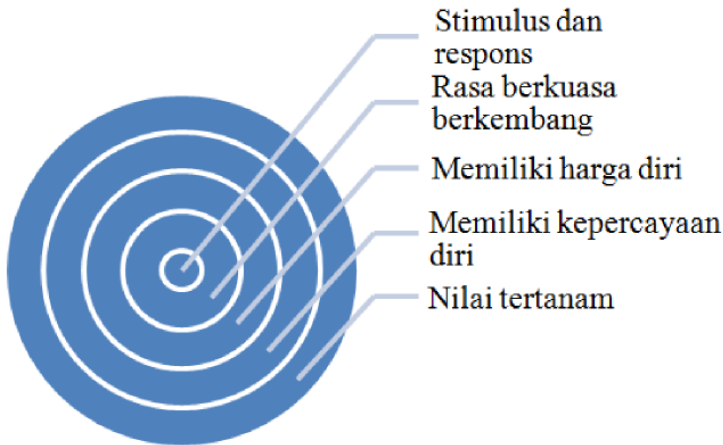 Stimulus dan
respons
Rasa berkuasa
berkembang
Memiliki harga diri
Memiliki kepercayaan
diri
Nilai tertanam